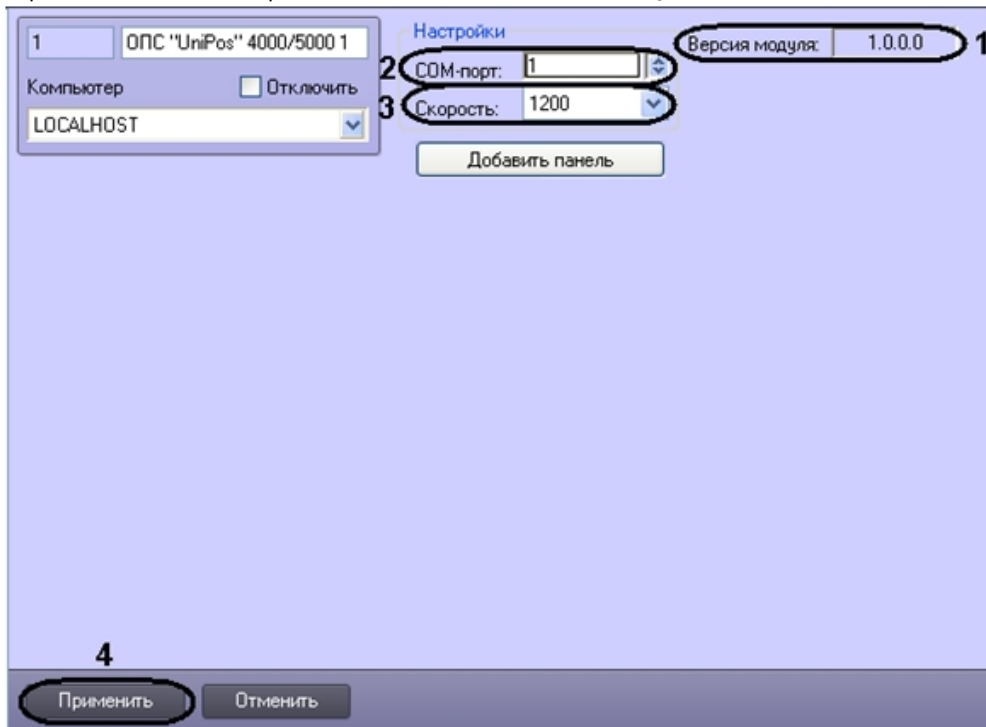 1
ОПС "UniPos" 4000/5000 1
Компьютер
Отключить
LOCALHOST
Настройки
2
COM-порт:
1
3
Скорость:
1200
Добавить панель
Версия модуля:
1.0.0.0
1
4
Применить
Отменить